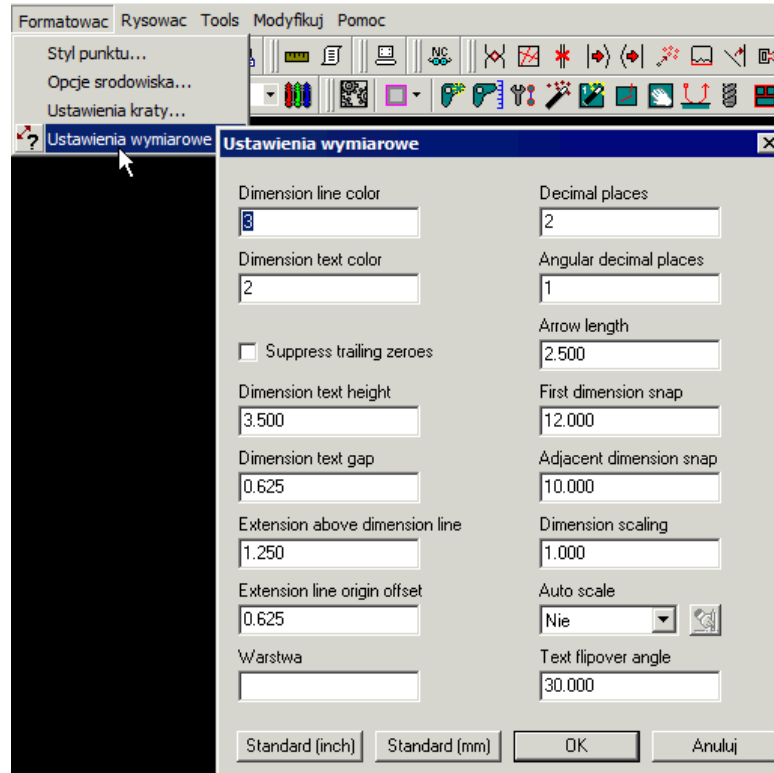 Formatowac Rysowac Tools Modyfikuj Pomoc
Styl punktu...
Opcje srodowiska...
Ustawienia kraty...
Ustawienia wymiarowe
NC
Ustawienia wymiarowe
Dimension line color
3
Decimal places
2
Dimension text color
2
Angular decimal places
1
Suppress trailing zeroes
Arrow length
2.500
Dimension text height
3.500
First dimension snap
12.000
Dimension text gap
0.625
Adjacent dimension snap
10.000
Extension above dimension line
1.250
Dimension scaling
1.000
Extension line origin offset
0.625
Auto scale
Nie
Warstwa
Text flipover angle
30.000
Standard (inch) Standard (mm) OK Anuluj